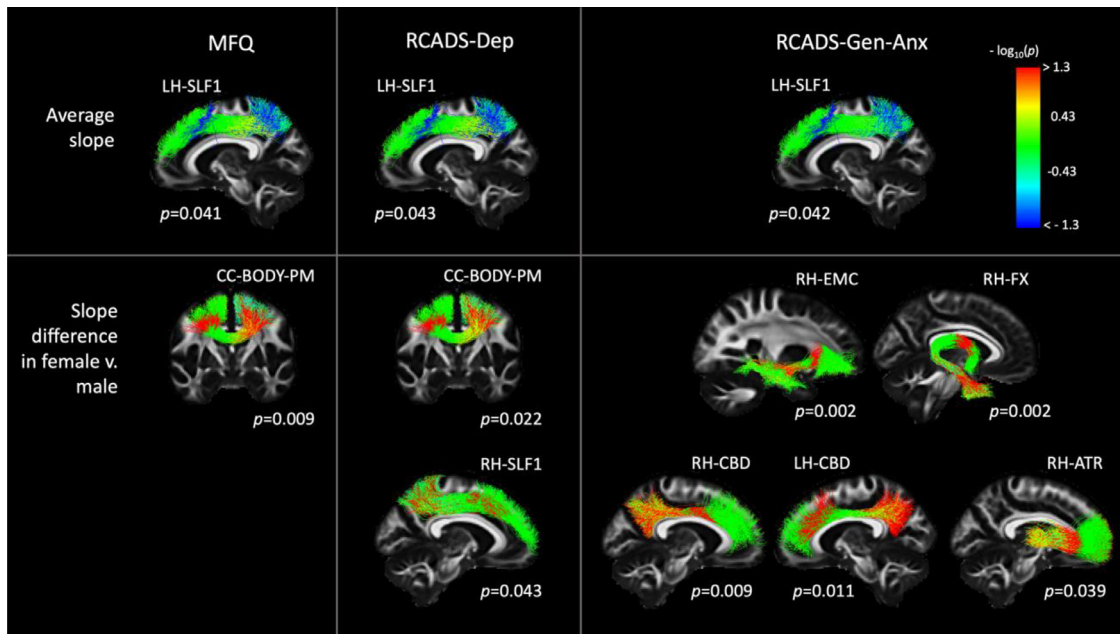 MFQ
RCADS-Dep
RCADS-Gen-Anx
- log₁₀(p)
> 1.3
0.43
-0.43
< - 1.3
Average
slope
LH-SLF1
p=0.041
LH-SLF1
p=0.043
LH-SLF1
p=0.042
Slope
difference
in female v.
male
CC-BODY-PM
p=0.009
CC-BODY-PM
p=0.022
RH-EMC
p=0.002
RH-FX
p=0.002
RH-SLF1
p=0.043
RH-CBD
p=0.009
LH-CBD
p=0.011
RH-ATR
p=0.039